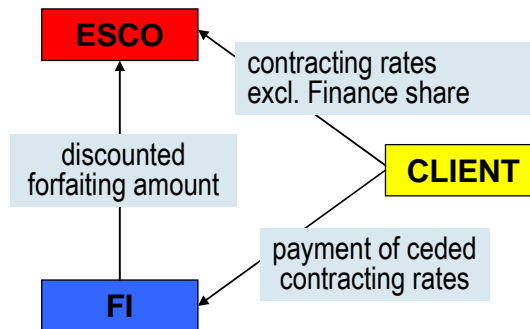 ESCO
contracting rates
excl. Finance share
discounted
forfaiting amount
CLIENT
payment of ceded
contracting rates
FI